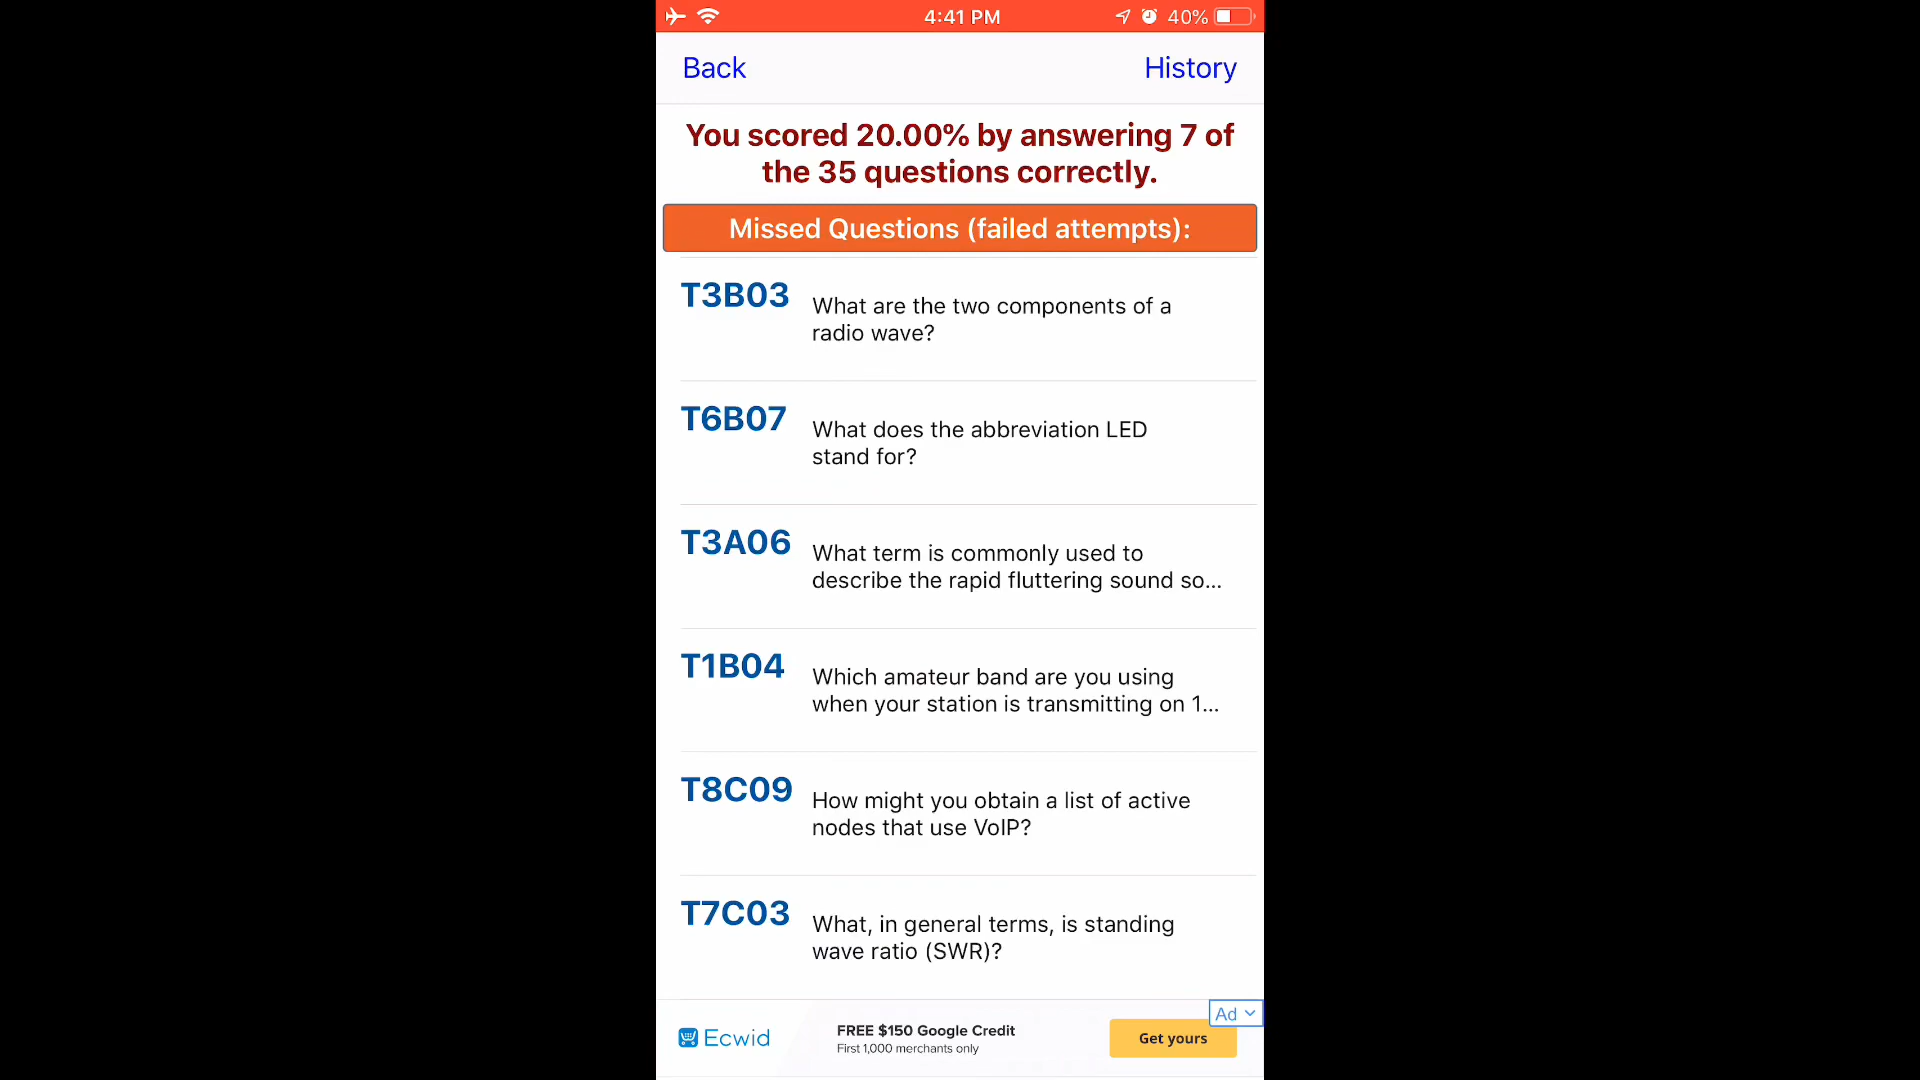 4:41 PM
40%
Back
History
You scored 20.00% by answering 7 of
the 35 questions correctly.
Missed Questions (failed attempts):
T3B03
What are the two components of a
radio wave?
T6B07
What does the abbreviation LED
stand for?
T3A06
What term is commonly used to
describe the rapid fluttering sound so...
T1B04
Which amateur band are you using
when your station is transmitting on 1...
T8C09
How might you obtain a list of active
nodes that use VoIP?
T7C03
What, in general terms, is standing
wave ratio (SWR)?
Ad
Ecwid
FREE $150 Google Credit
First 1,000 merchants only
Get yours